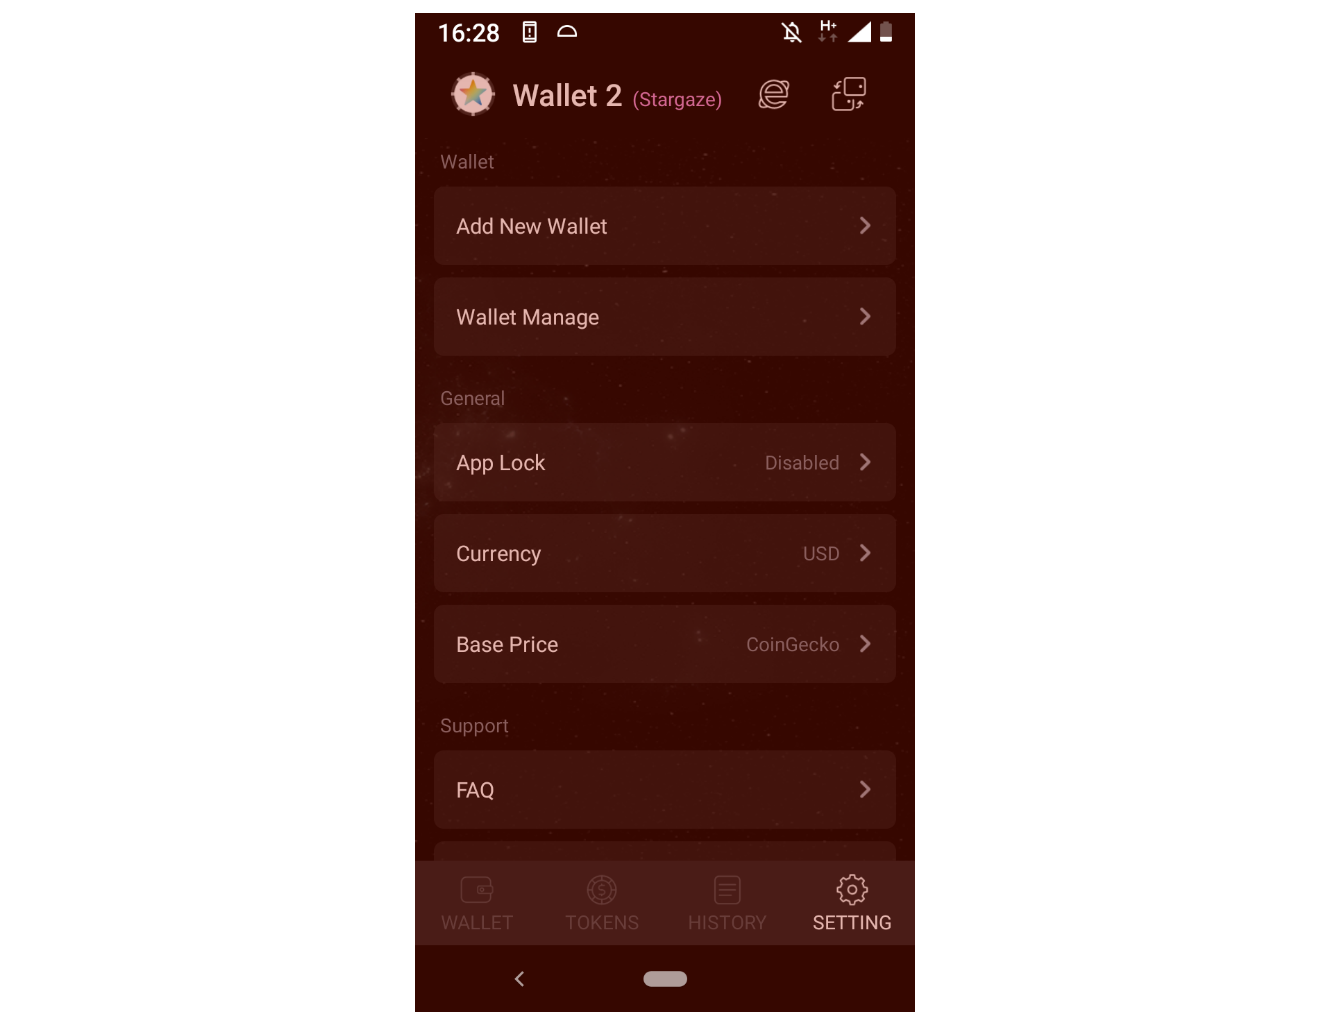 16:28 H+
Wallet 2 (Stargaze)
Wallet
Add New Wallet
Wallet Manage
General
App Lock Disabled
Currency USD
Base Price CoinGecko
Support
FAQ
WALLET TOKENS HISTORY SETTING